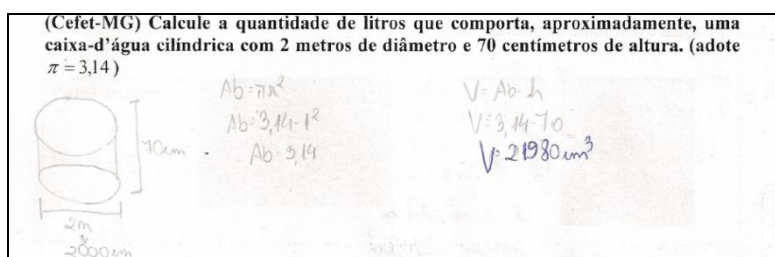 (Cefet-MG) Calcule a quantidade de litros que comporta, aproximadamente, uma
caixa-d'água cilíndrica com 2 metros de diâmetro e 70 centímetros de altura. (adote
π = 3,14)
Ab = πr²
Ab = 3,14·1²
Ab = 3,14
V = Ab·h
V = 3,14·70
V = 21980 cm³
70cm
2m
2000 cm